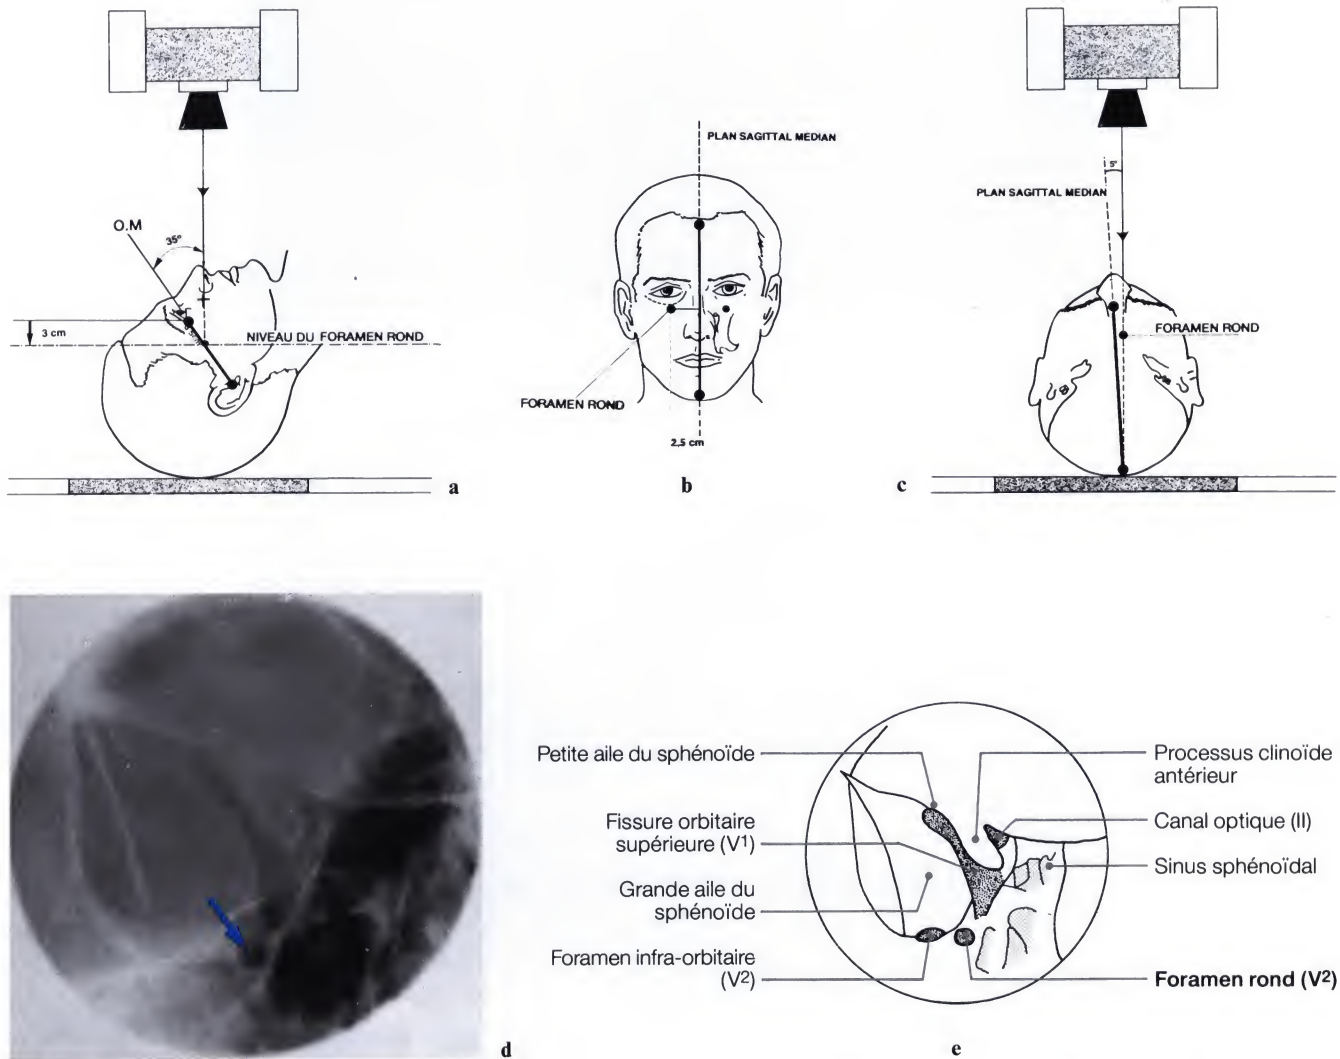 O.M
35°
3 cm
NIVEAU DU FORAMEN ROND
a
PLAN SAGITTAL MEDIAN
FORAMEN ROND
2,5 cm
b
5°
PLAN SAGITTAL MEDIAN
FORAMEN ROND
c
d
Petite aile du sphénoïde
Fissure orbitaire
supérieure (V1)
Grande aile du
sphénoïde
Foramen infra-orbitaire
(V2)
Processus clinoïde
antérieur
Canal optique (II)
Sinus sphénoïdal
Foramen rond (V2)
e